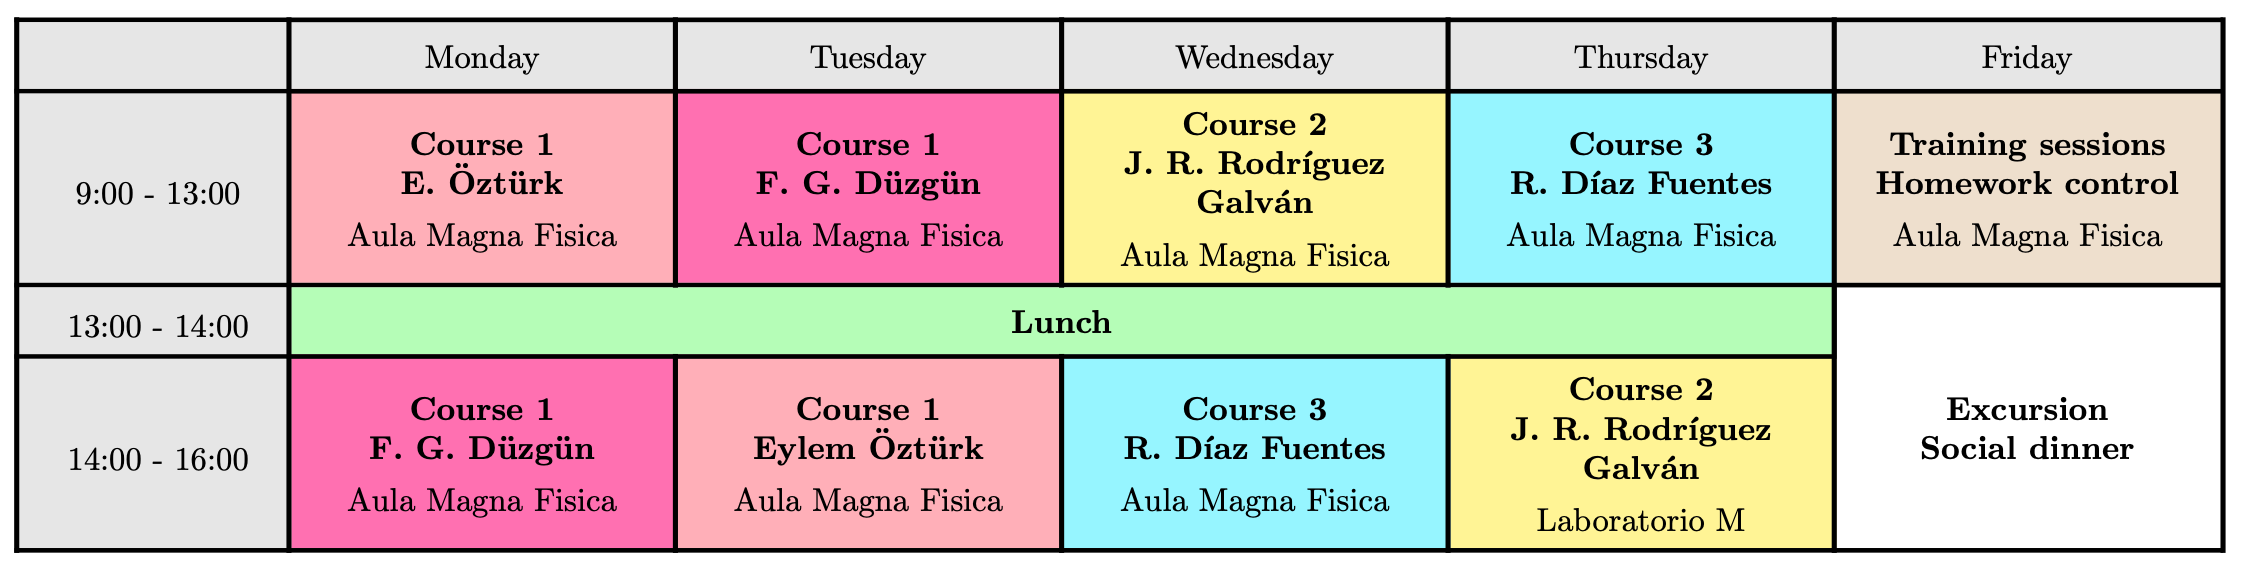 Monday
Tuesday
Wednesday
Thursday
Friday
9:00 - 13:00
Course 1
E. Öztürk
Aula Magna Fisica
Course 1
F. G. Düzgün
Aula Magna Fisica
Course 2
J. R. Rodríguez
Galván
Aula Magna Fisica
Course 3
R. Díaz Fuentes
Aula Magna Fisica
Training sessions
Homework control
Aula Magna Fisica
13:00 - 14:00
Lunch
14:00 - 16:00
Course 1
F. G. Düzgün
Aula Magna Fisica
Course 1
Eylem Öztürk
Aula Magna Fisica
Course 3
R. Díaz Fuentes
Aula Magna Fisica
Course 2
J. R. Rodríguez
Galván
Laboratorio M
Excursion
Social dinner